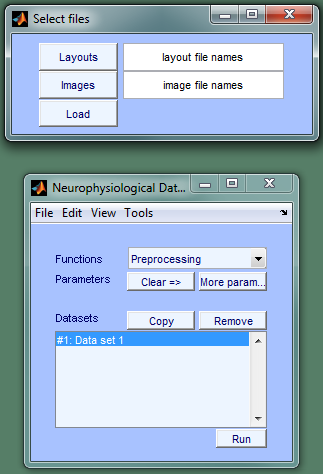 Select files
Layouts layout file names
Images image file names
Load
Neurophysiological Dat...
File Edit View Tools
Functions Preprocessing
Parameters Clear => More param...
Datasets Copy Remove
#1: Data set 1
Run